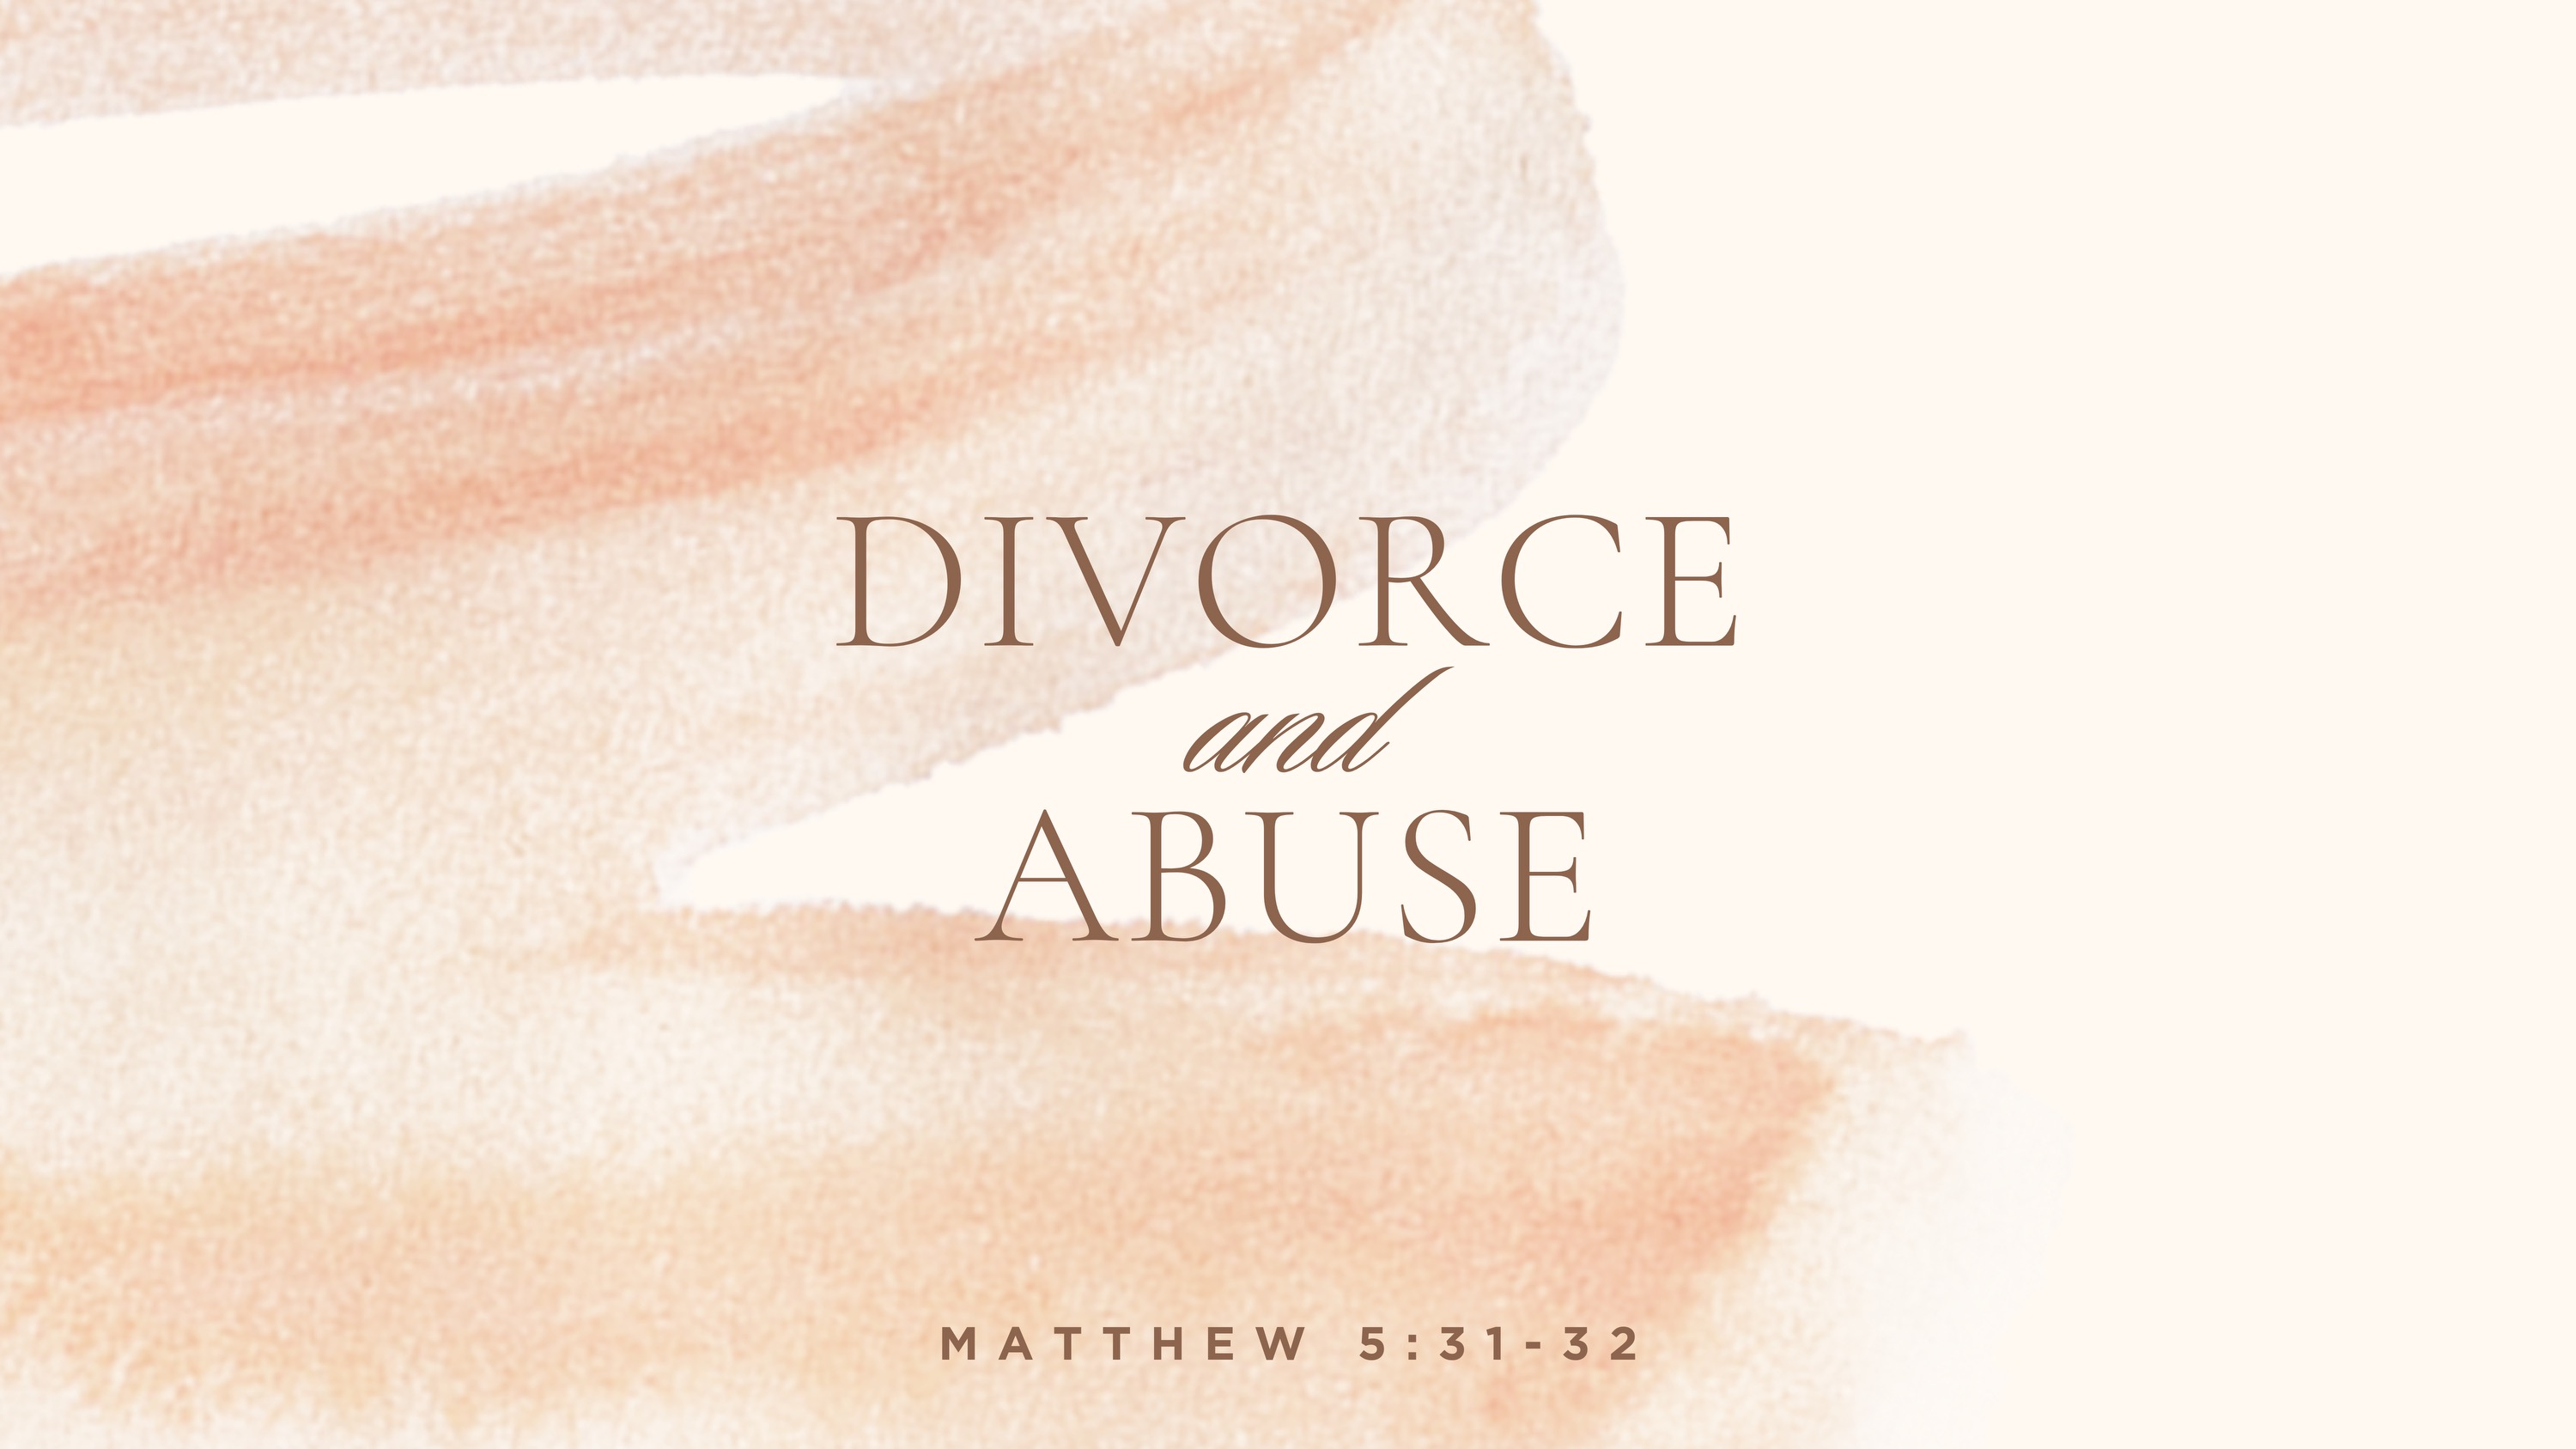 DIVORCE
and
ABUSE
MATTHEW 5:31-32